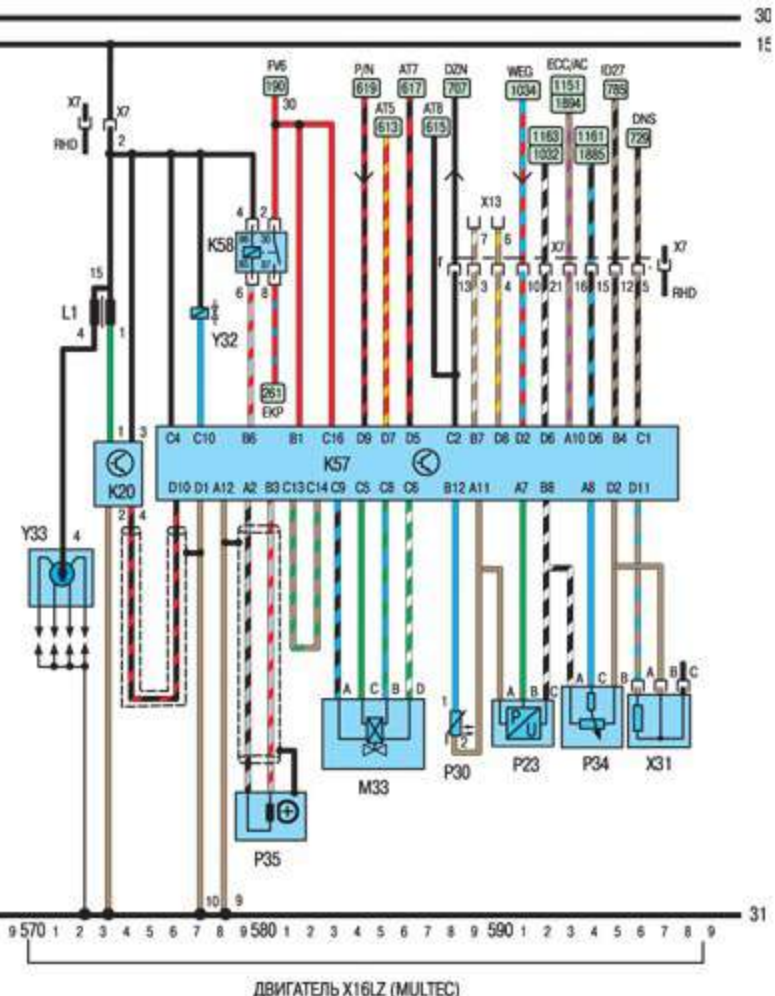 30
15
FV6 P/N AT7 DZN WEG ECC/AC ID27
190 619 617 707 1034 1151 785
1894
X7 X7 30 AT5 AT8 DNS
613 615 1163 1161 729
1032 1885
RHD 2
X13
4 2 7 6
K58 X7 X7
86 30
85 87
15 13 3 4 10 21 16 15 12 5
RHD
6 8
L1
4 1 Y32
261
EKP
1 3 C4 C10 B6 B1 C16 D9 D7 D5 C2 B7 D8 D2 D6 A10 D6 B4 C1
K57
K20 D10 D1 A12 A2 B3 C13 C14 C9 C5 C8 C6 B12 A11 A7 B8 A8 D2 D11
2 4
Y33 4
A C B D 1 2 A B C A C B A B C
P U
M33 P30 P23 P34 X31
P35
10 9
31
9 570 1 2 3 4 5 6 7 8 9 580 1 2 3 4 5 6 7 8 9 590 1 2 3 4 5 6 7 8 9
ДВИГАТЕЛЬ X16LZ (MULTEC)